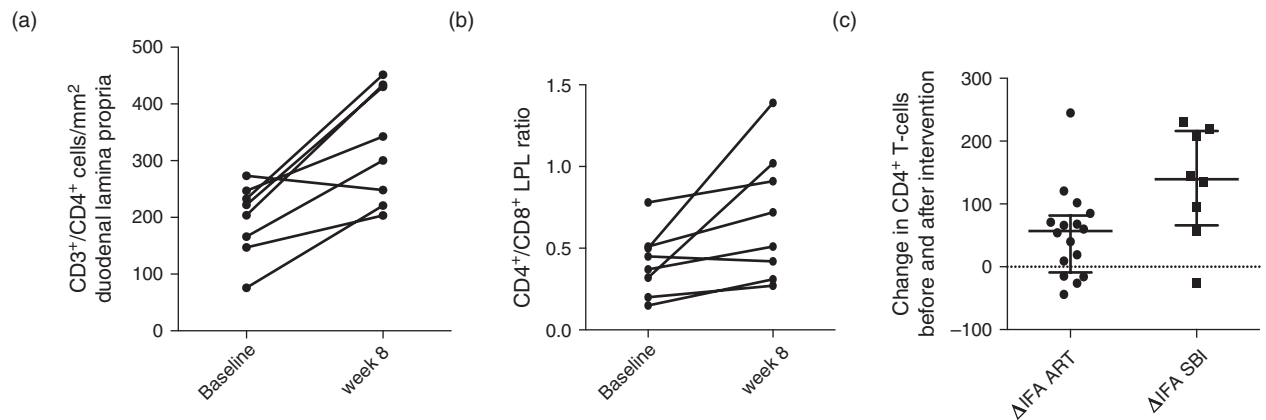 (a)
CD3⁺/CD4⁺ cells/mm²
duodenal lamina propria
500
400
300
200
100
0
Baseline
week 8
(b)
CD4⁺/CD8⁺ LPL ratio
1.5
1.0
0.5
0.0
Baseline
week 8
(c)
Change in CD4⁺ T-cells
before and after intervention
300
200
100
0
−100
ΔIFA ART
ΔIFA SBI